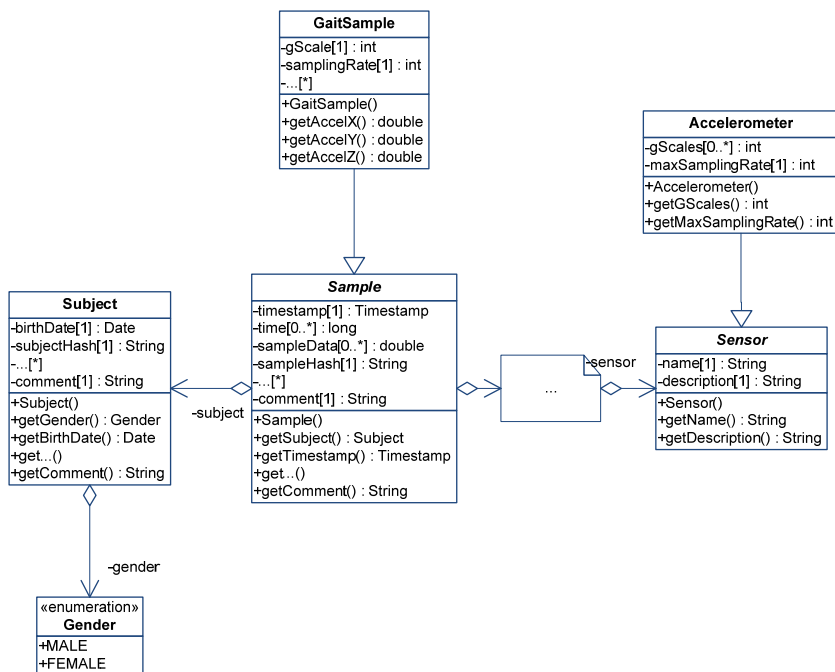 GaitSample
-gScale[1] : int
-samplingRate[1] : int
-...[*]
+GaitSample()
+getAccelX() : double
+getAccelY() : double
+getAccelZ() : double
Accelerometer
-gScales[0..*] : int
-maxSamplingRate[1] : int
+Accelerometer()
+getGScales() : int
+getMaxSamplingRate() : int
Subject
-birthDate[1] : Date
-subjectHash[1] : String
-...[*]
-comment[1] : String
+Subject()
+getGender() : Gender
+getBirthDate() : Date
+get...()
+getComment() : String
-subject
Sample
-timestamp[1] : Timestamp
-time[0..*] : long
-sampleData[0..*] : double
-sampleHash[1] : String
-...[*]
-comment[1] : String
+Sample()
+getSubject() : Subject
+getTimestamp() : Timestamp
+get...()
+getComment() : String
...
-sensor
Sensor
-name[1] : String
-description[1] : String
+Sensor()
+getName() : String
+getDescription() : String
-gender
«enumeration»
Gender
+MALE
+FEMALE